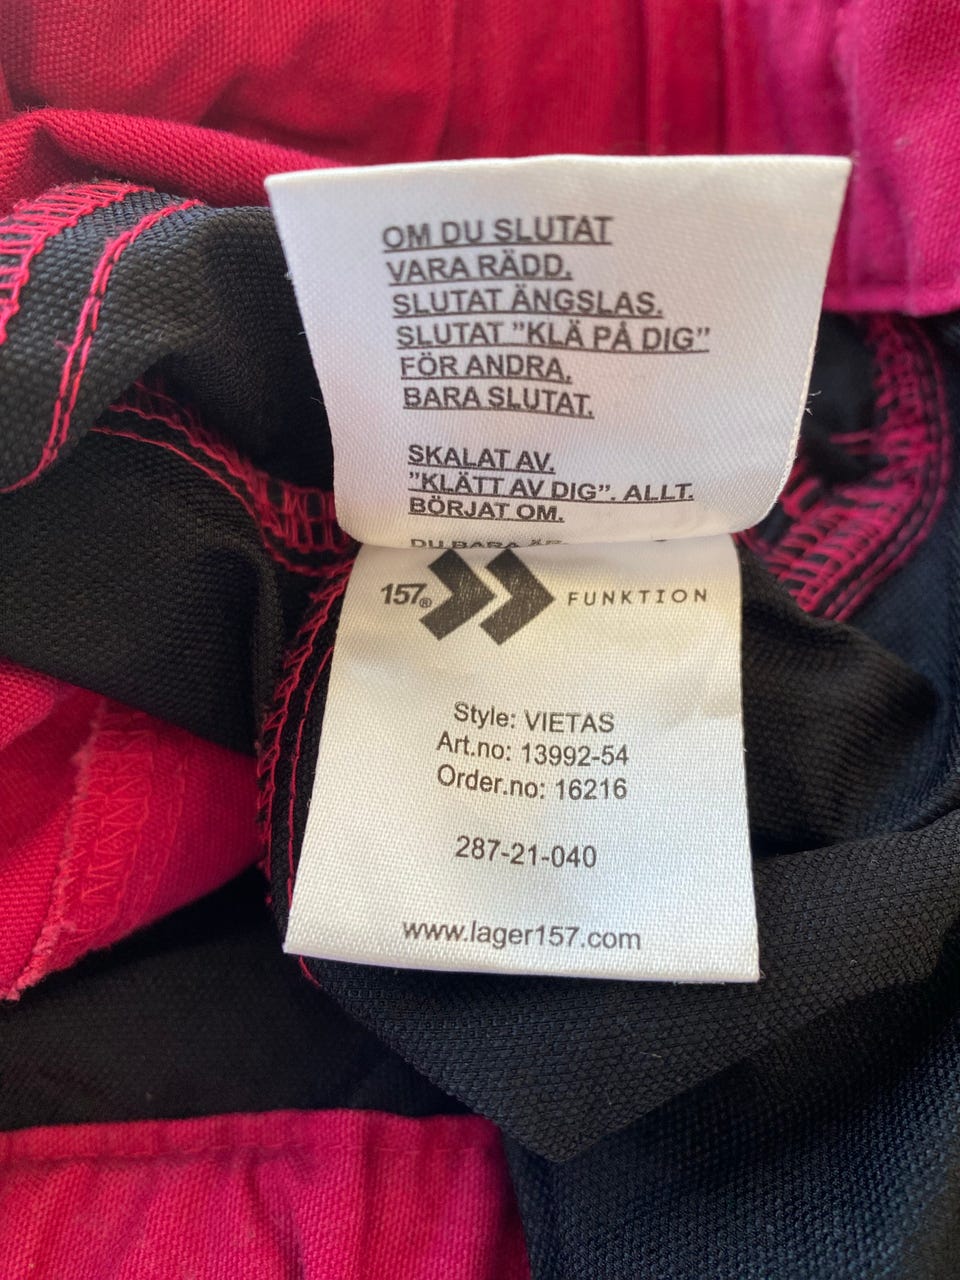 OM DU SLUTAT
VARA RÄDD.
SLUTAT ÄNGSLAS.
SLUTAT ”KLÄ PÅ DIG”
FÖR ANDRA.
BARA SLUTAT.
SKALAT AV.
”KLÄTT AV DIG”. ALLT.
BÖRJAT OM.
DU BARA
157® FUNKTION
Style: VIETAS
Art.no: 13992-54
Order.no: 16216
287-21-040
www.lager157.com